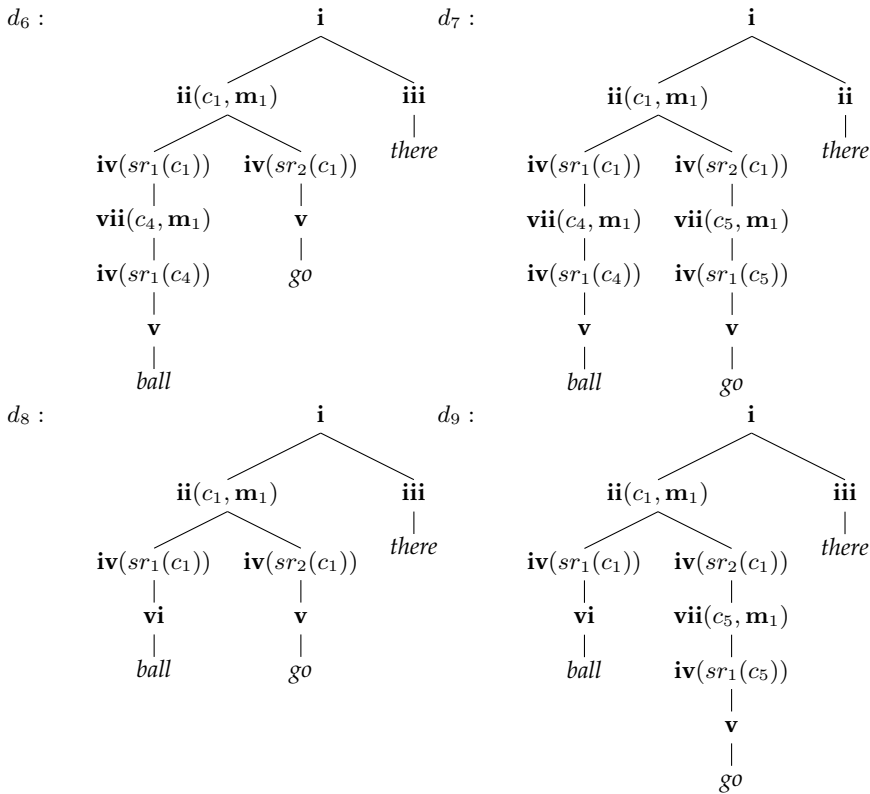 d₆ : i d₇ : i
ii(c₁, m₁) iii ii(c₁, m₁) ii
there there
iv(sr₁(c₁)) iv(sr₂(c₁)) iv(sr₁(c₁)) iv(sr₂(c₁))
vii(c₄, m₁) v vii(c₄, m₁) vii(c₅, m₁)
iv(sr₁(c₄)) go iv(sr₁(c₄)) iv(sr₁(c₅))
v v v
ball ball go
d₈ : i d₉ : i
ii(c₁, m₁) iii ii(c₁, m₁) iii
there there
iv(sr₁(c₁)) iv(sr₂(c₁)) iv(sr₁(c₁)) iv(sr₂(c₁))
vi v vi vii(c₅, m₁)
ball go ball iv(sr₁(c₅))
v
go